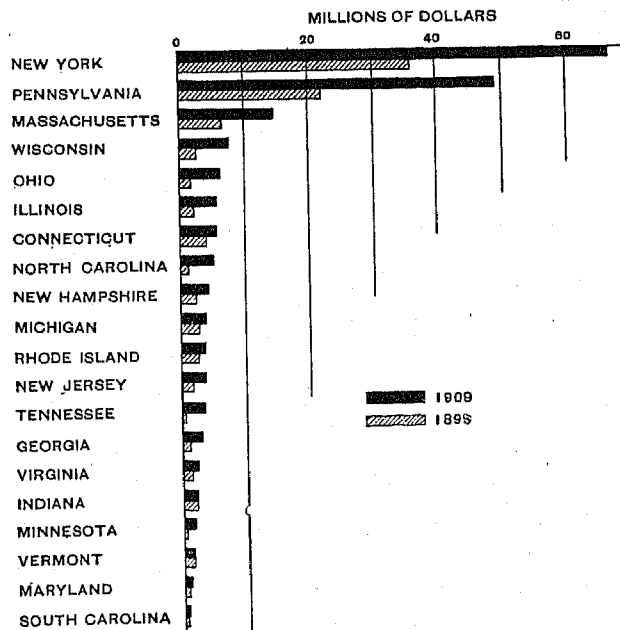 MILLIONS OF DOLLARS
0 20 40 60
NEW YORK
PENNSYLVANIA
MASSACHUSETTS
WISCONSIN
OHIO
ILLINOIS
CONNECTICUT
NORTH CAROLINA
NEW HAMPSHIRE
MICHIGAN
RHODE ISLAND
NEW JERSEY
1909
TENNESSEE
1899
GEORGIA
VIRGINIA
INDIANA
MINNESOTA
VERMONT
MARYLAND
SOUTH CAROLINA